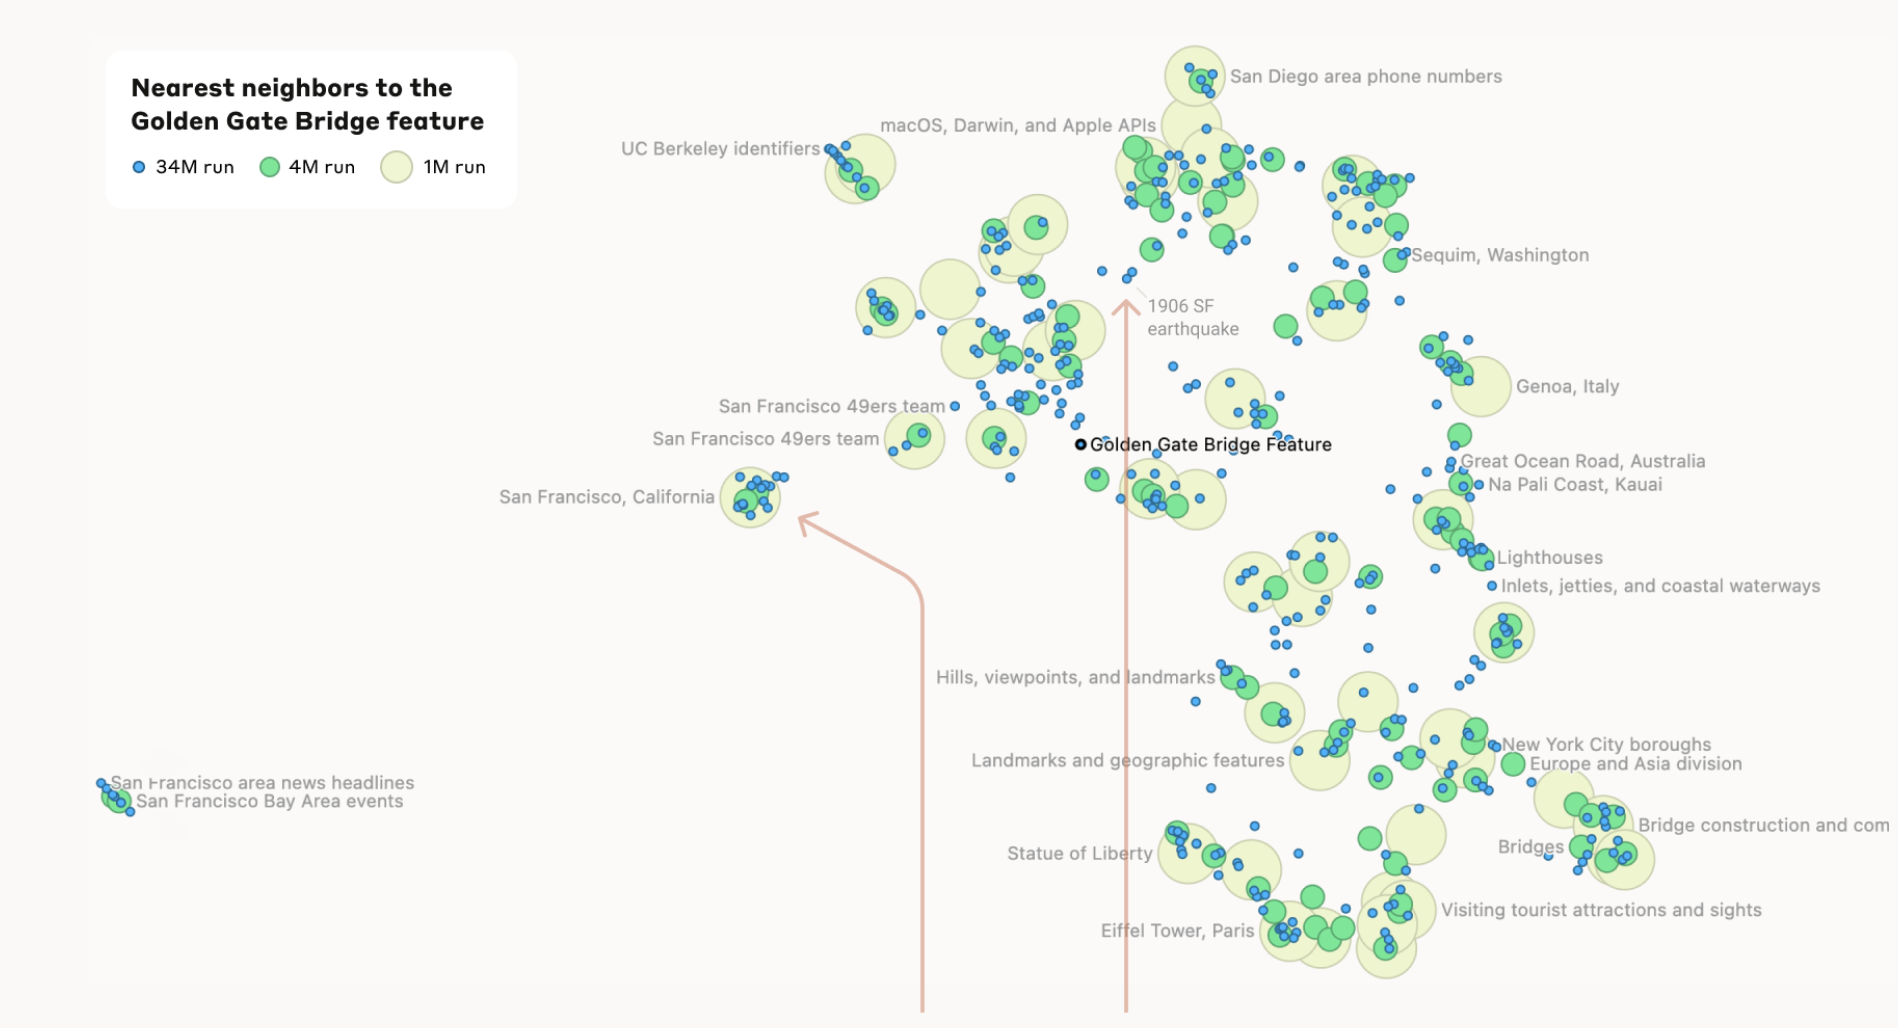 Nearest neighbors to the
Golden Gate Bridge feature
34M run
4M run
1M run
San Diego area phone numbers
macOS, Darwin, and Apple APIs
UC Berkeley identifiers
Sequim, Washington
1906 SF
earthquake
Genoa, Italy
San Francisco 49ers team
San Francisco 49ers team
Golden Gate Bridge Feature
Great Ocean Road, Australia
Na Pali Coast, Kauai
San Francisco, California
Lighthouses
Inlets, jetties, and coastal waterways
Hills, viewpoints, and landmarks
New York City boroughs
Landmarks and geographic features
Europe and Asia division
San Francisco area news headlines
San Francisco Bay Area events
Bridge construction and com
Bridges
Statue of Liberty
Visiting tourist attractions and sights
Eiffel Tower, Paris